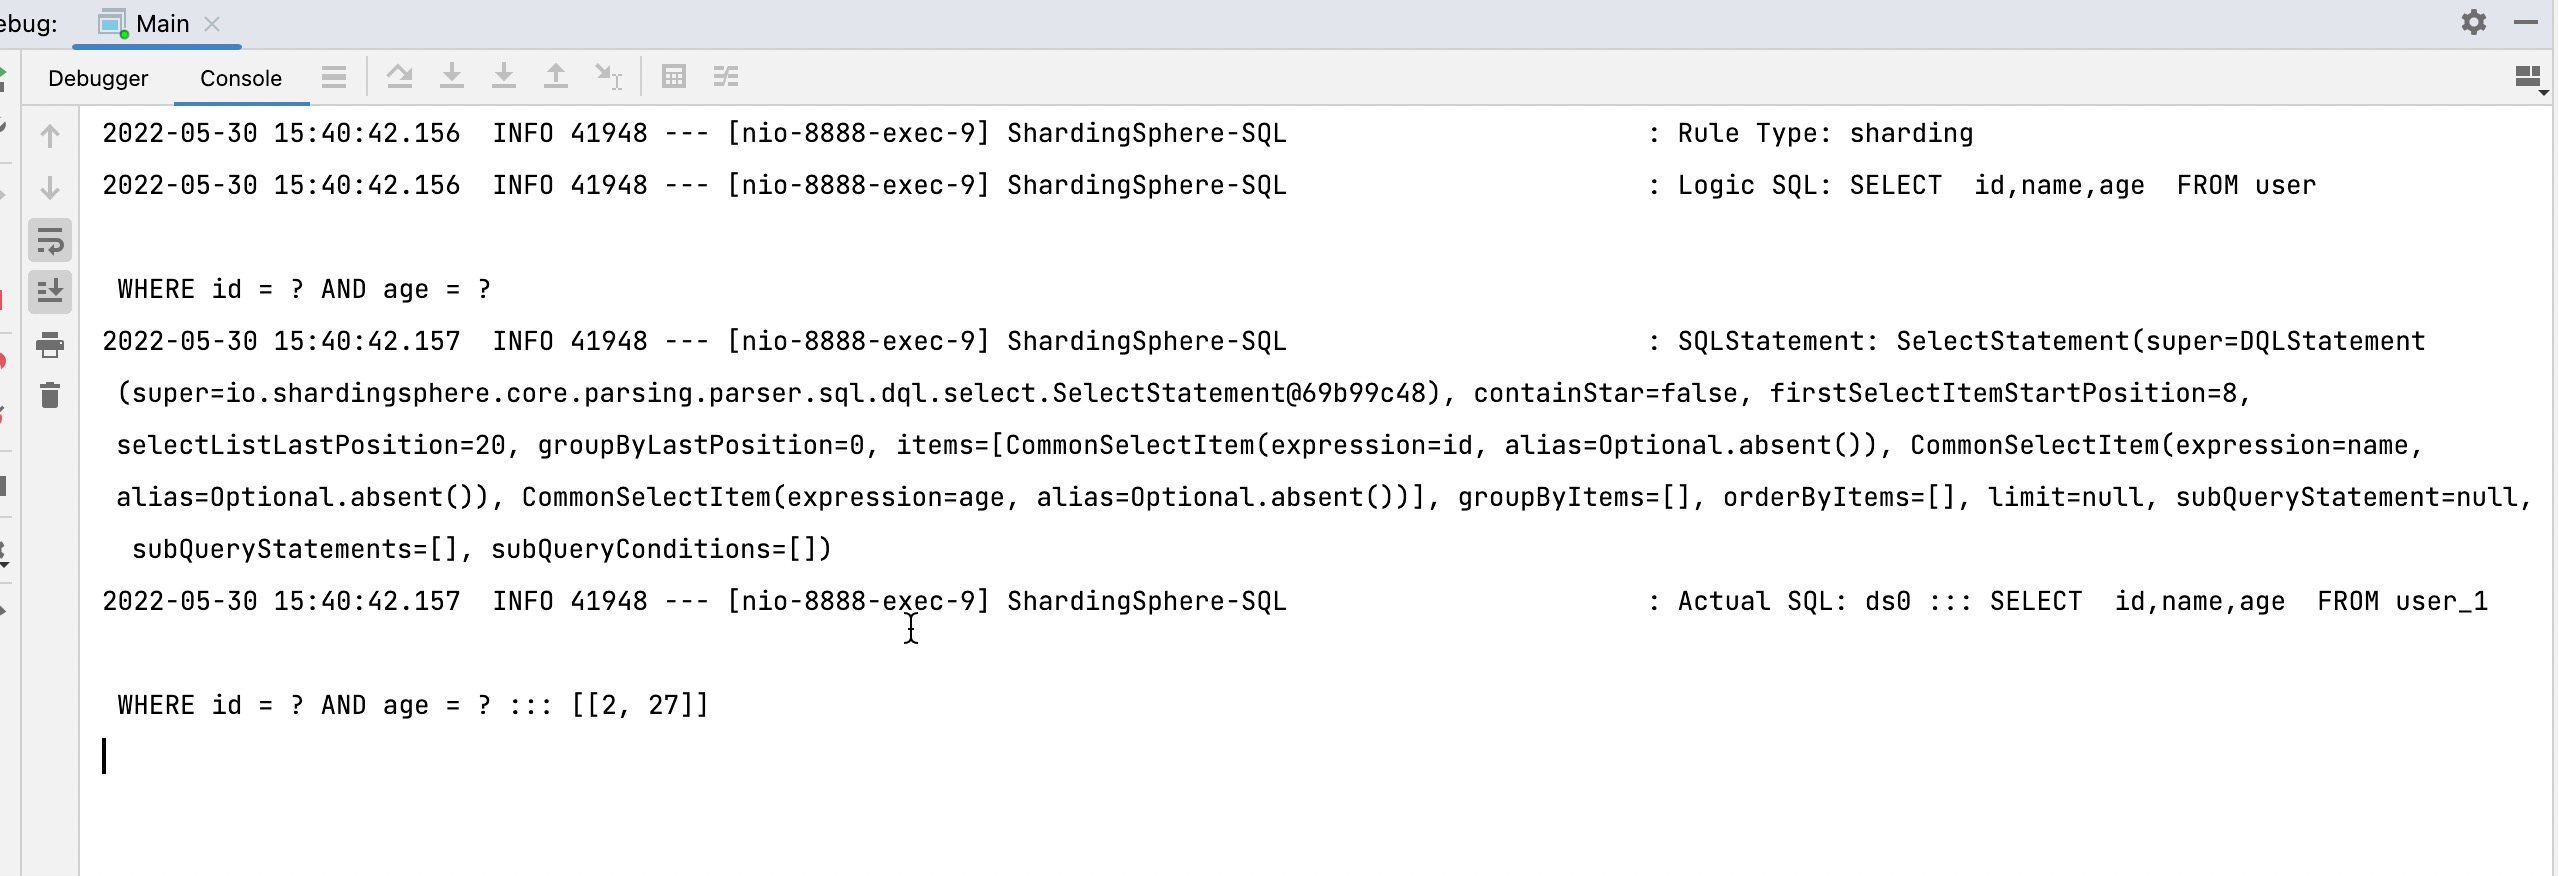 ebug:
Main
Debugger
Console
2022-05-30 15:40:42.156  INFO 41948 --- [nio-8888-exec-9] ShardingSphere-SQL                       : Rule Type: sharding
2022-05-30 15:40:42.156  INFO 41948 --- [nio-8888-exec-9] ShardingSphere-SQL                       : Logic SQL: SELECT  id,name,age  FROM user
WHERE id = ? AND age = ?
2022-05-30 15:40:42.157  INFO 41948 --- [nio-8888-exec-9] ShardingSphere-SQL                       : SQLStatement: SelectStatement(super=DQLStatement
(super=io.shardingsphere.core.parsing.parser.sql.dql.select.SelectStatement@69b99c48), containStar=false, firstSelectItemStartPosition=8,
selectListLastPosition=20, groupByLastPosition=0, items=[CommonSelectItem(expression=id, alias=Optional.absent()), CommonSelectItem(expression=name,
alias=Optional.absent()), CommonSelectItem(expression=age, alias=Optional.absent())], groupByItems=[], orderByItems=[], limit=null, subQueryStatement=null,
subQueryStatements=[], subQueryConditions=[])
2022-05-30 15:40:42.157  INFO 41948 --- [nio-8888-exec-9] ShardingSphere-SQL                       : Actual SQL: ds0 ::: SELECT  id,name,age  FROM user_1
WHERE id = ? AND age = ? ::: [[2, 27]]